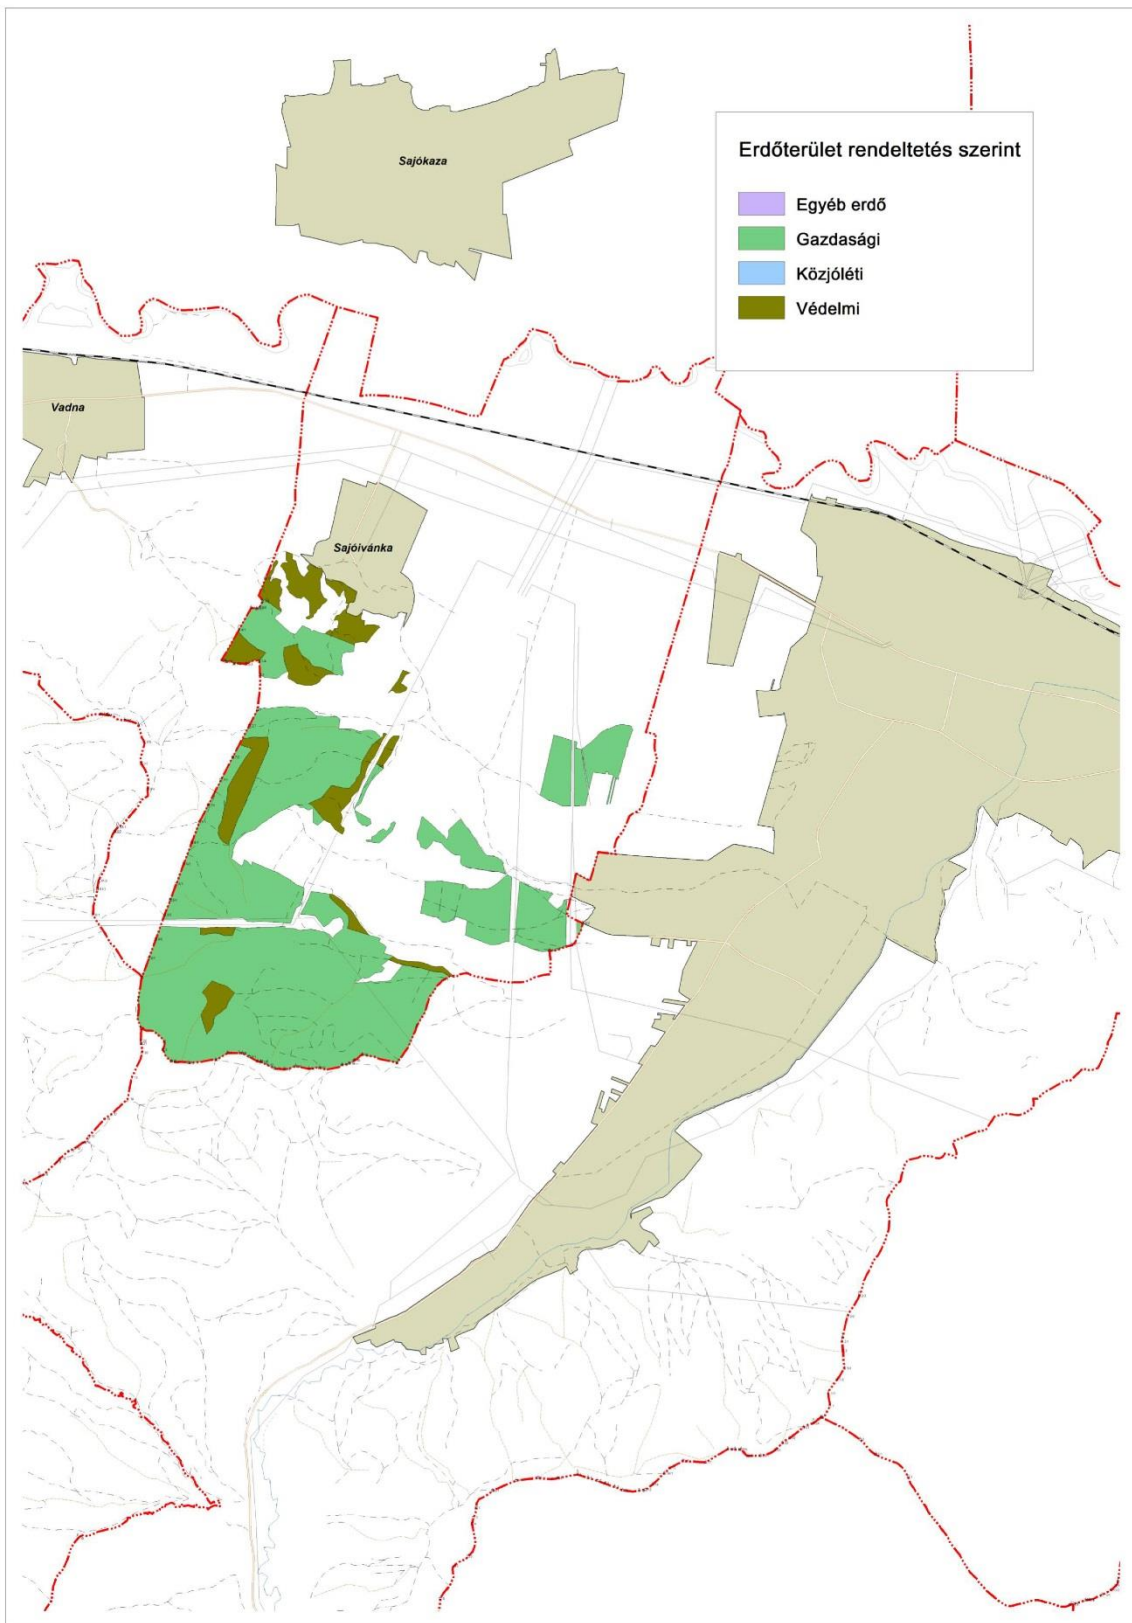 Sajókaza
Erdőterület rendeltetés szerint
Egyéb erdő
Gazdasági
Közjóléti
Védelmi
Vadna
Sajóivánka